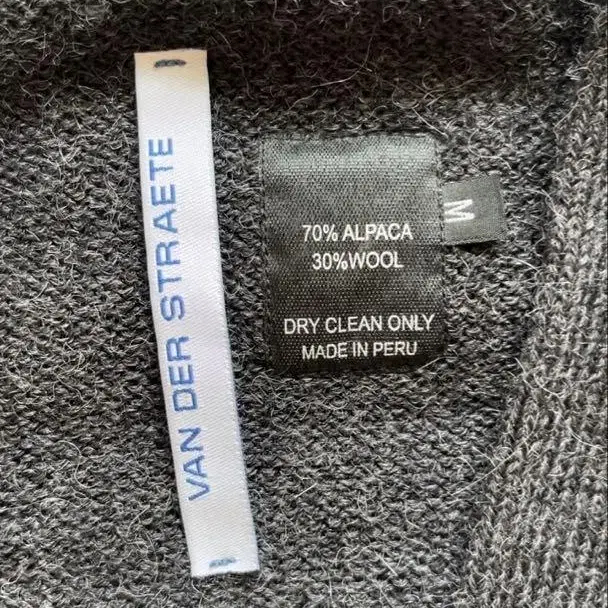 VAN DER STRAETE
70% ALPACA
30%WOOL
DRY CLEAN ONLY
MADE IN PERU
M